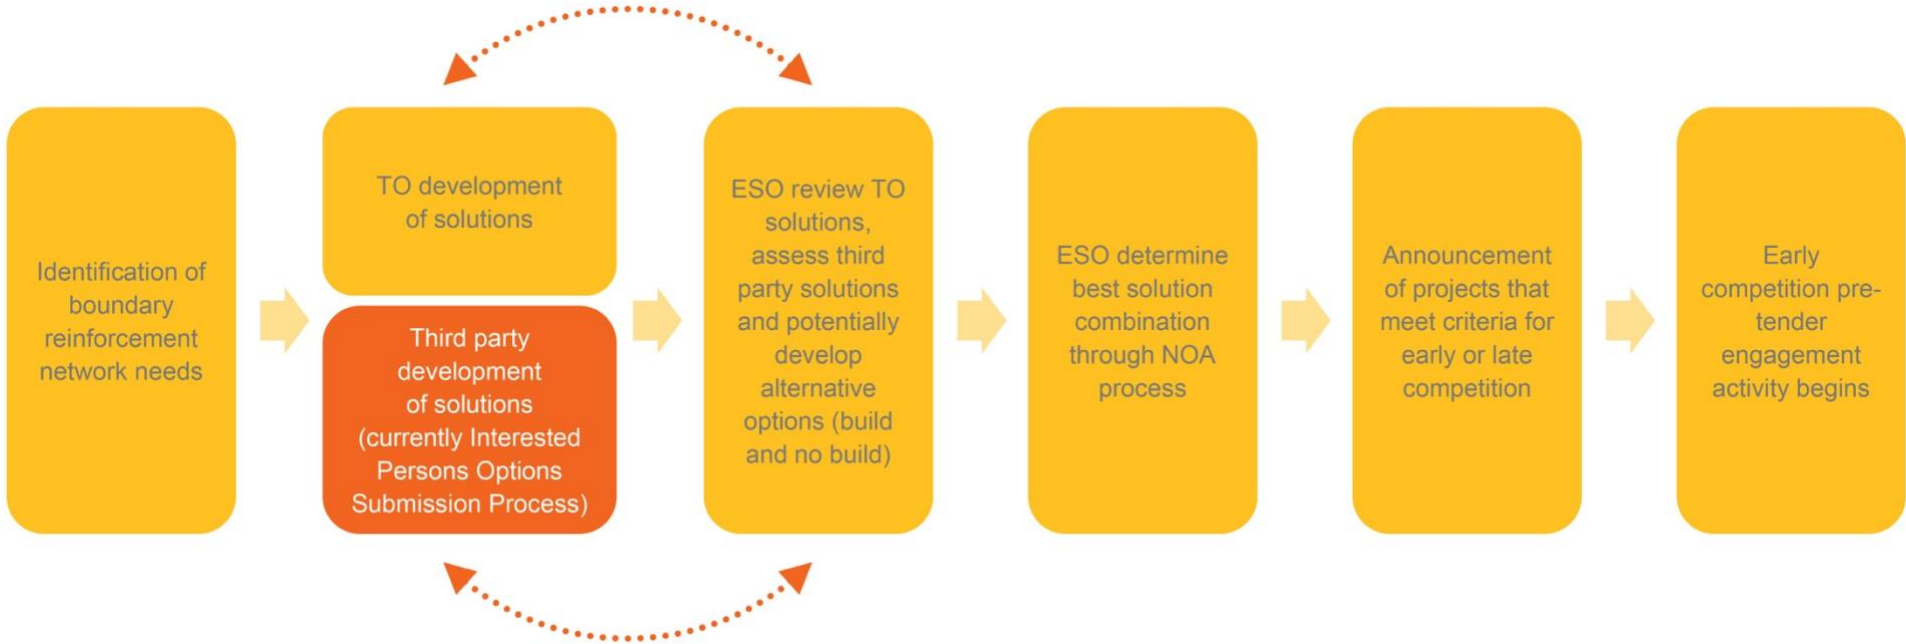 Identification of
boundary
reinforcement
network needs
TO development
of solutions
Third party
development
of solutions
(currently Interested
Persons Options
Submission Process)
ESO review TO
solutions,
assess third
party solutions
and potentially
develop
alternative
options (build
and no build)
ESO determine
best solution
combination
through NOA
process
Announcement
of projects that
meet criteria for
early or late
competition
Early
competition pre-
tender
engagement
activity begins